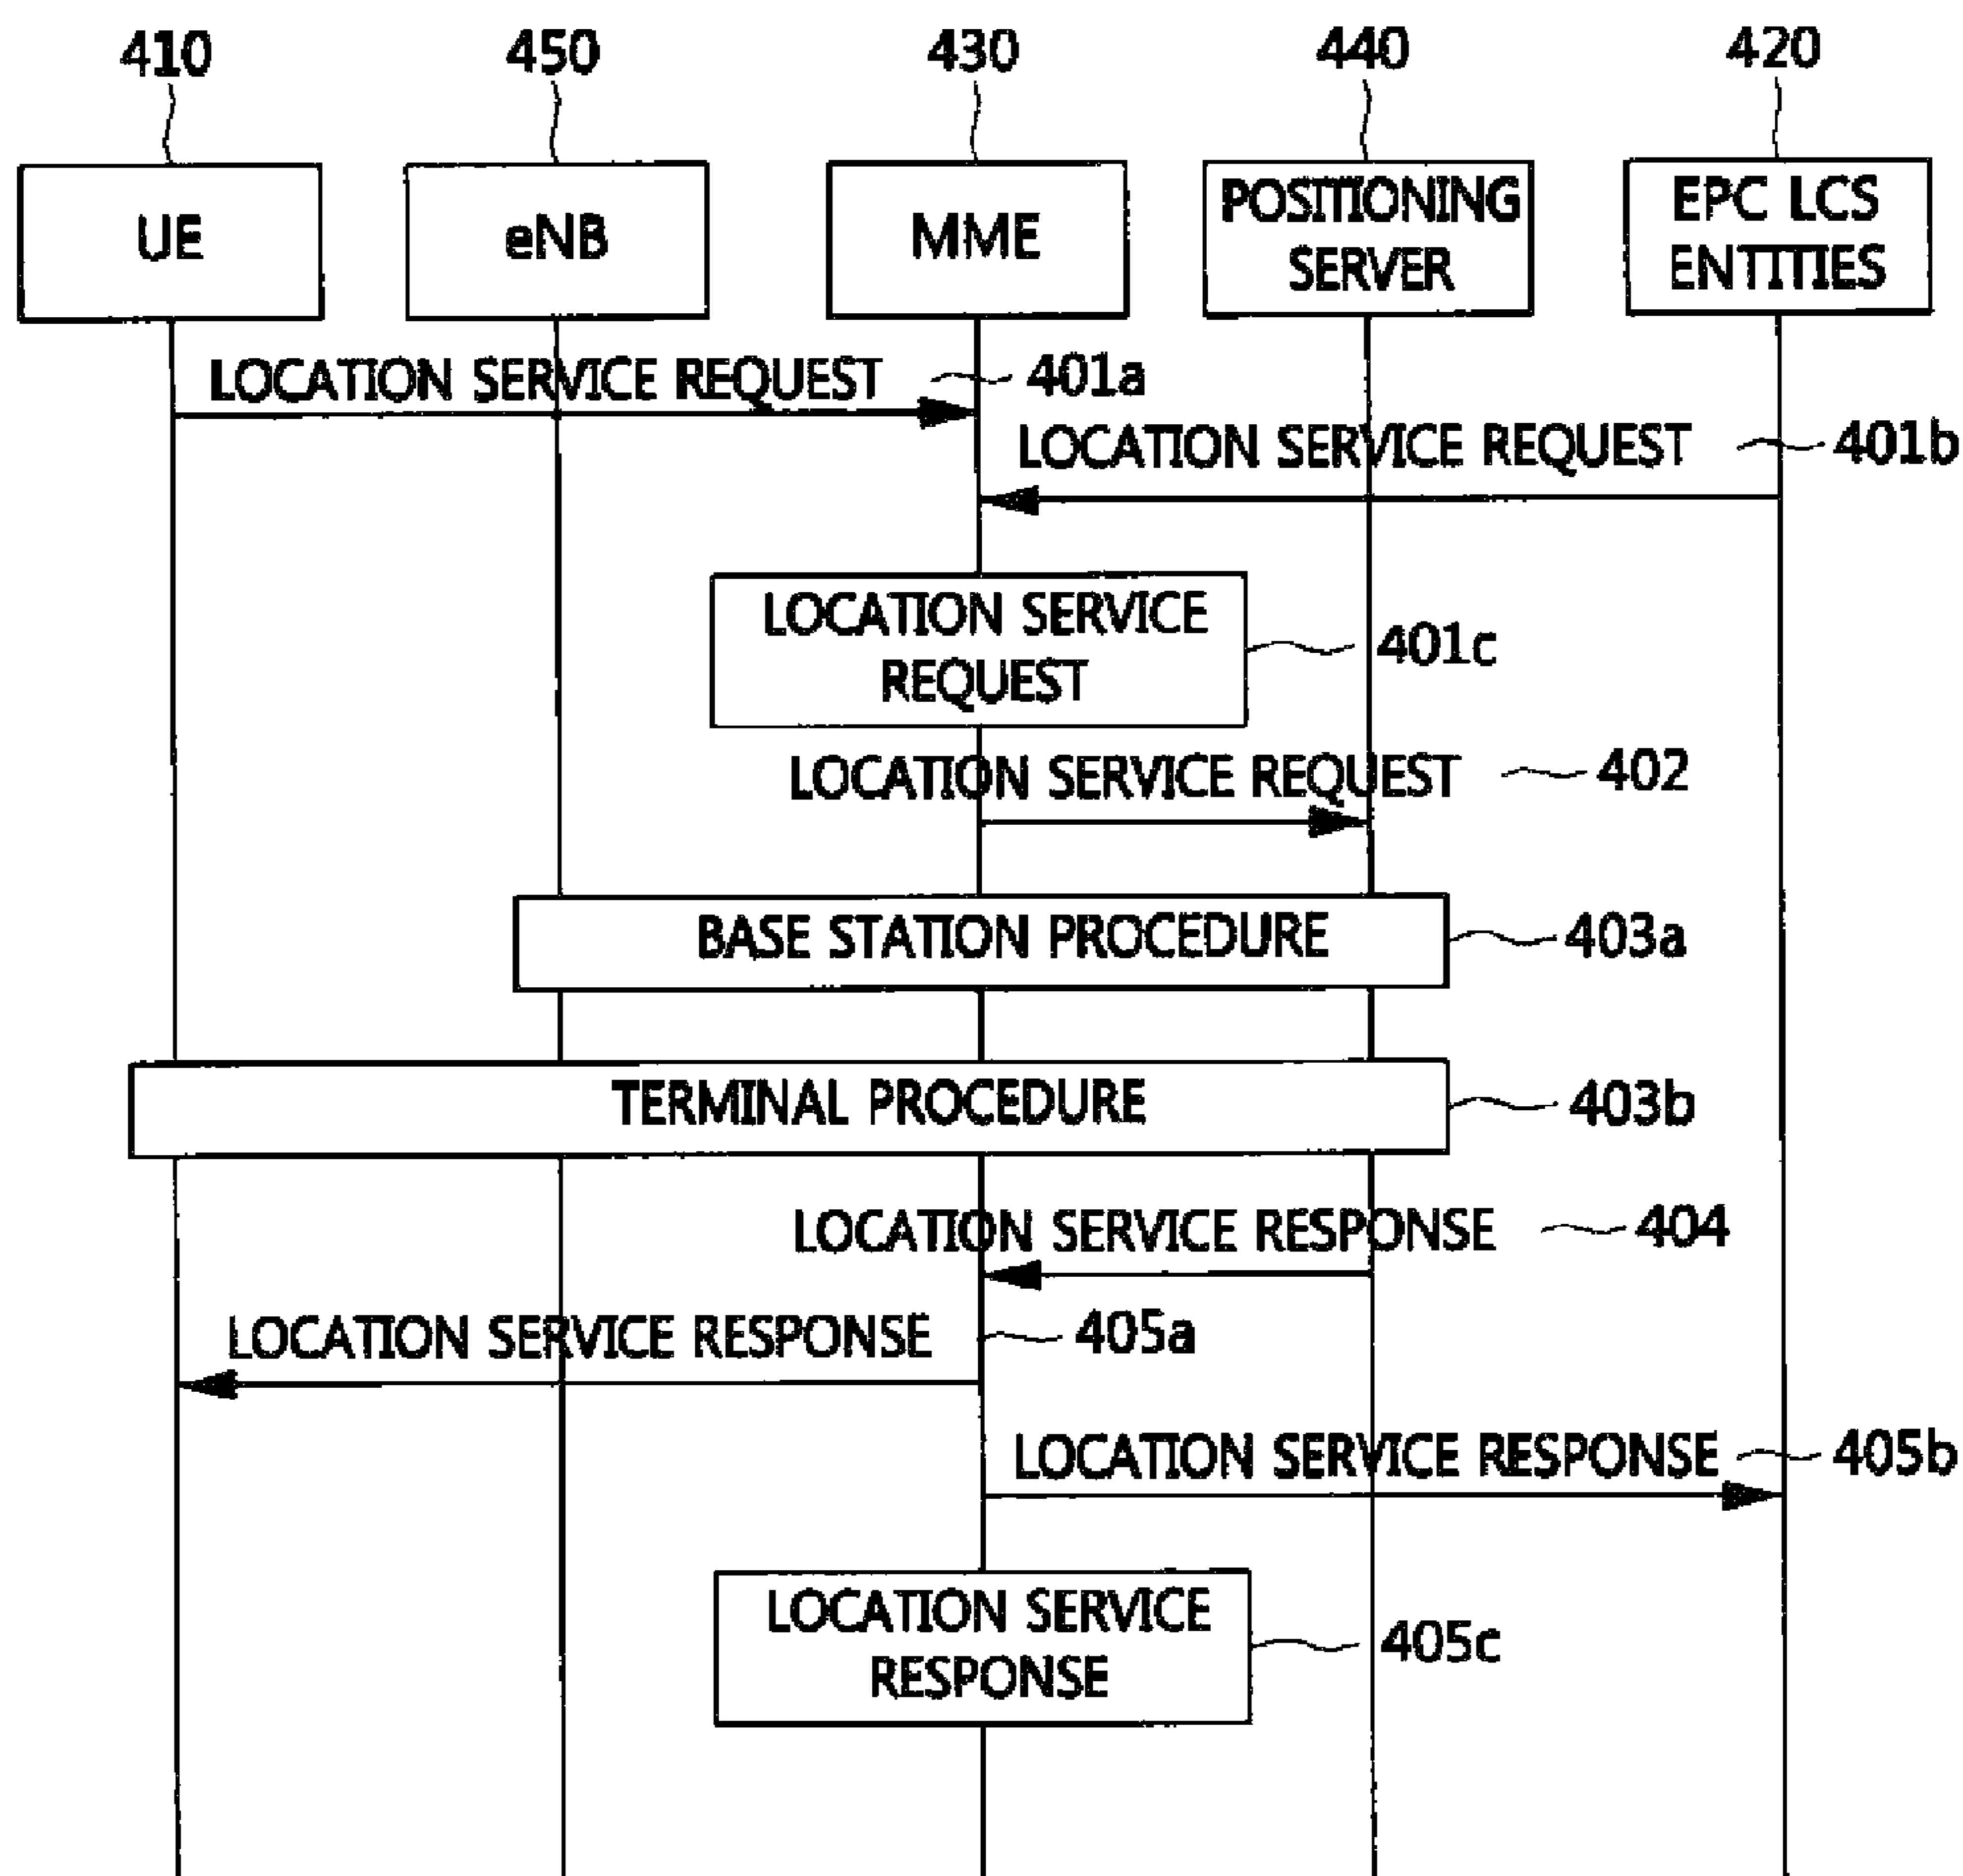 410 450 430 440 420
UE eNB MME POSITIONING SERVER EPC LCS ENTITIES
LOCATION SERVICE REQUEST 401a
LOCATION SERVICE REQUEST 401b
LOCATION SERVICE
REQUEST
401c
LOCATION SERVICE REQUEST 402
BASE STATION PROCEDURE 403a
TERMINAL PROCEDURE 403b
LOCATION SERVICE RESPONSE 404
LOCATION SERVICE RESPONSE 405a
LOCATION SERVICE RESPONSE 405b
LOCATION SERVICE
RESPONSE
405c